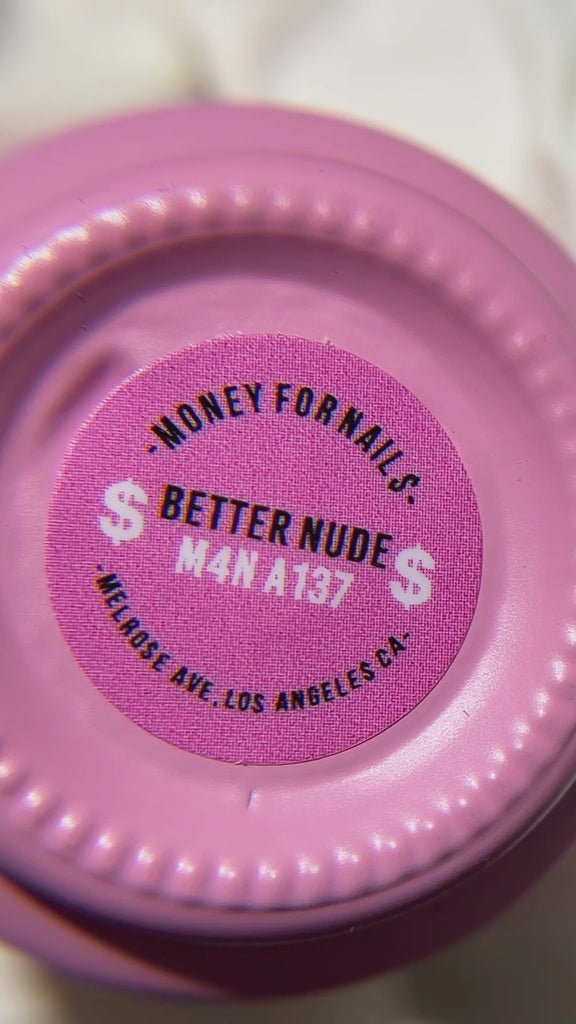 -MONEY FOR NAILS-
$ BETTER NUDE $
M4N A137
-MELROSE AVE, LOS ANGELES CA-